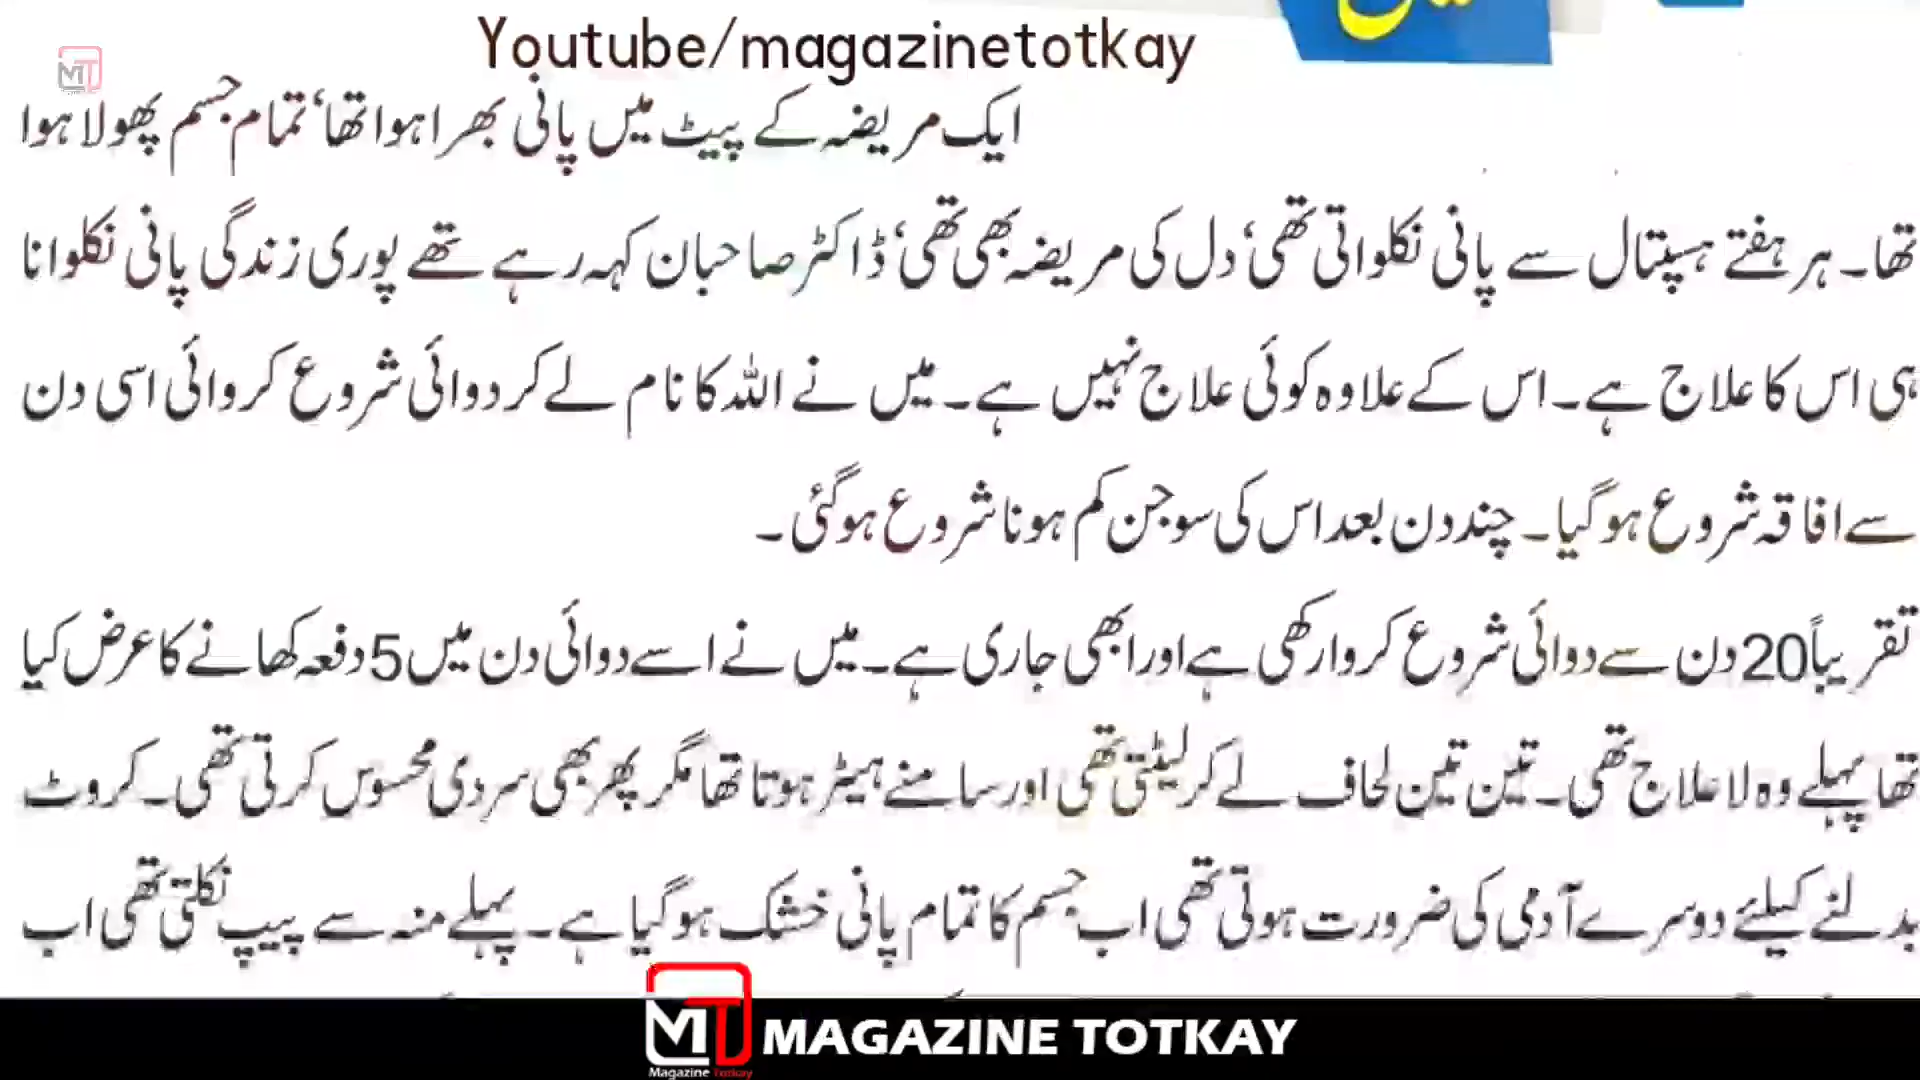 Youtube/magazinetotkay
MT
ایک مریضہ کے پیٹ میں پانی بھرا ہوا تھا‘ تمام جسم پھولا ہوا
تھا۔ ہر ہفتے ہسپتال سے پانی نکلواتی تھی‘ دل کی مریضہ بھی تھی‘ ڈاکٹر صاحبان کہہ رہے تھے پوری زندگی پانی نکلوانا
ہی اس کا علاج ہے۔ اس کے علاوہ کوئی علاج نہیں ہے۔ میں نے اللہ کا نام لے کر دوائی شروع کروائی اسی دن
سے افاقہ شروع ہوگیا۔ چند دن بعد اس کی سوجن کم ہونا شروع ہوگئی۔
تقریباً 20 دن سے دوائی شروع کروا رکھی ہے اور ابھی جاری ہے۔ میں نے اسے دوائی دن میں 5 دفعہ کھانے کا عرض کیا
تھا پہلے وہ لاعلاج تھی۔ تین تین لحاف لے کر لیٹتی تھی اور سامنے ہیٹر ہوتا تھا مگر پھر بھی سردی محسوس کرتی تھی۔ کروٹ
بدلنے کیلئے دوسرے آدمی کی ضرورت ہوتی تھی اب جسم کا تمام پانی خشک ہوگیا ہے۔ پہلے منہ سے پیپ نکلتی تھی اب
MT MAGAZINE TOTKAY
Magazine Totkay